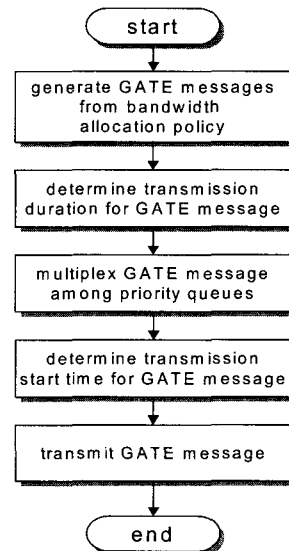 start
generate GATE messages
from bandwidth
allocation policy
determine transmission
duration for GATE message
multiplex GATE message
among priority queues
determine transmission
start time for GATE message
transmit GATE message
end